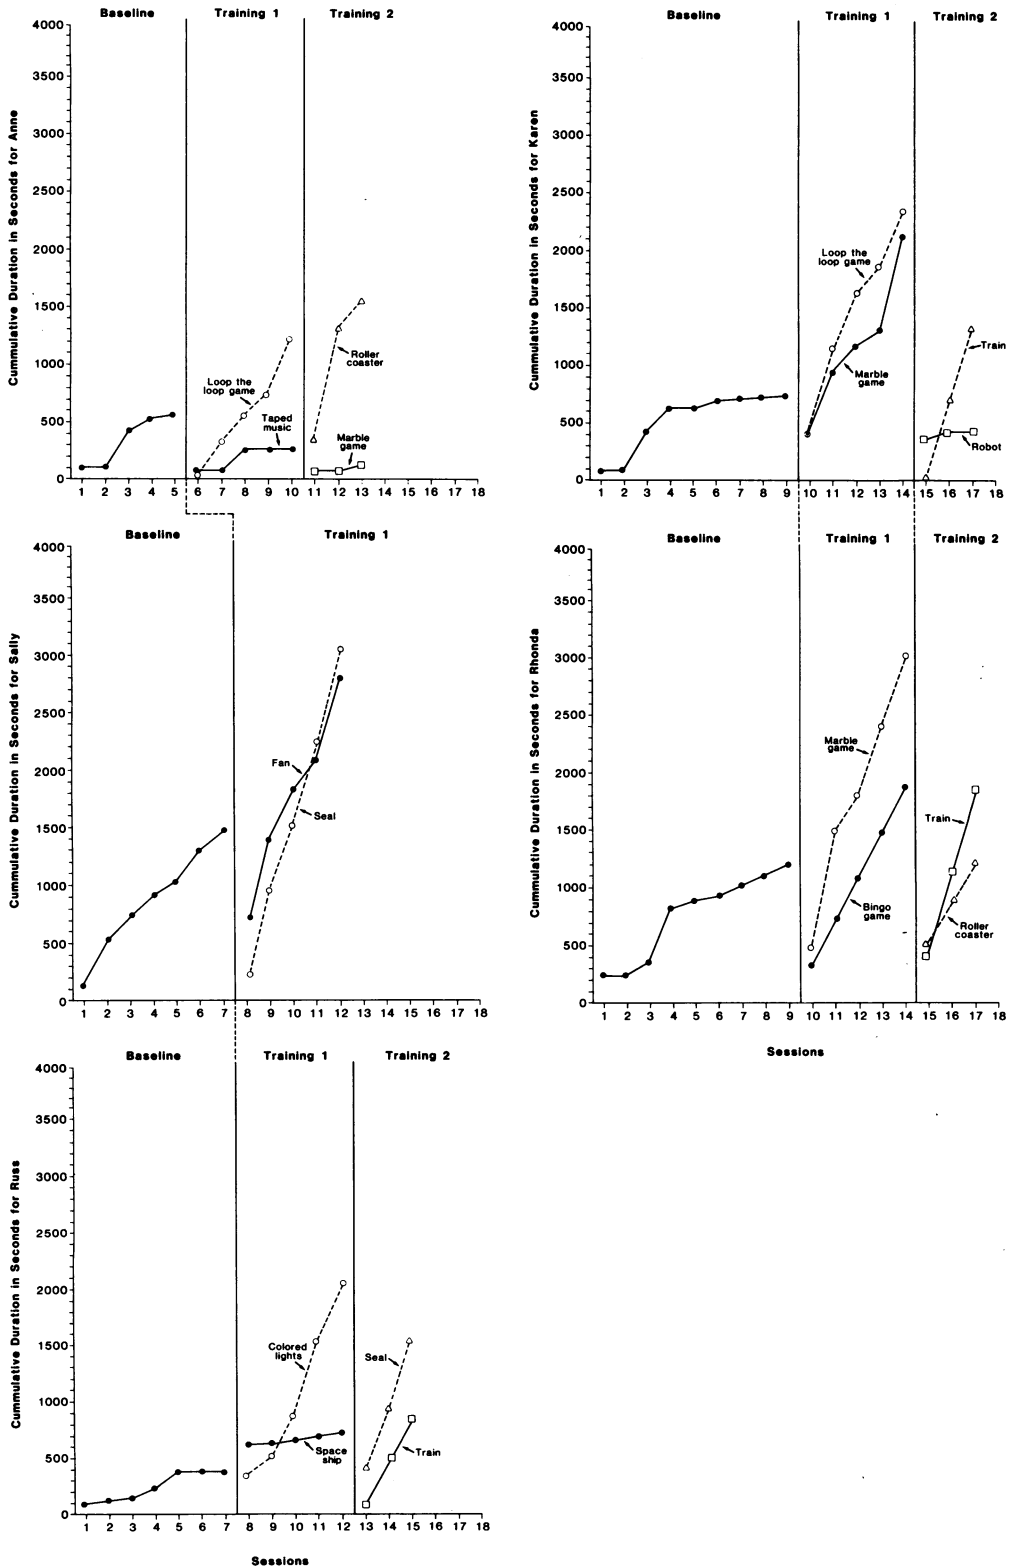 Baseline
Training 1
Training 2
Cummulative Duration in Seconds for Anne
4000
3500
3000
2500
2000
1500
1000
500
0
Loop the
loop game
Taped
music
Roller
coaster
Marble
game
1 2 3 4 5 6 7 8 9 10 11 12 13 14 15 16 17 18
Baseline
Training 1
Training 2
Cummulative Duration in Seconds for Karen
4000
3500
3000
2500
2000
1500
1000
500
0
Loop the
loop game
Marble
game
Train
Robot
1 2 3 4 5 6 7 8 9 10 11 12 13 14 15 16 17 18
Baseline
Training 1
Cummulative Duration in Seconds for Sally
4000
3500
3000
2500
2000
1500
1000
500
0
Fan
Seal
1 2 3 4 5 6 7 8 9 10 11 12 13 14 15 16 17 18
Baseline
Training 1
Training 2
Cummulative Duration in Seconds for Rhonda
4000
3500
3000
2500
2000
1500
1000
500
0
Marble
game
Bingo
game
Train
Roller
coaster
1 2 3 4 5 6 7 8 9 10 11 12 13 14 15 16 17 18
Sessions
Baseline
Training 1
Training 2
Cummulative Duration in Seconds for Russ
4000
3500
3000
2500
2000
1500
1000
500
0
Colored
lights
Space
ship
Seal
Train
1 2 3 4 5 6 7 8 9 10 11 12 13 14 15 16 17 18
Sessions